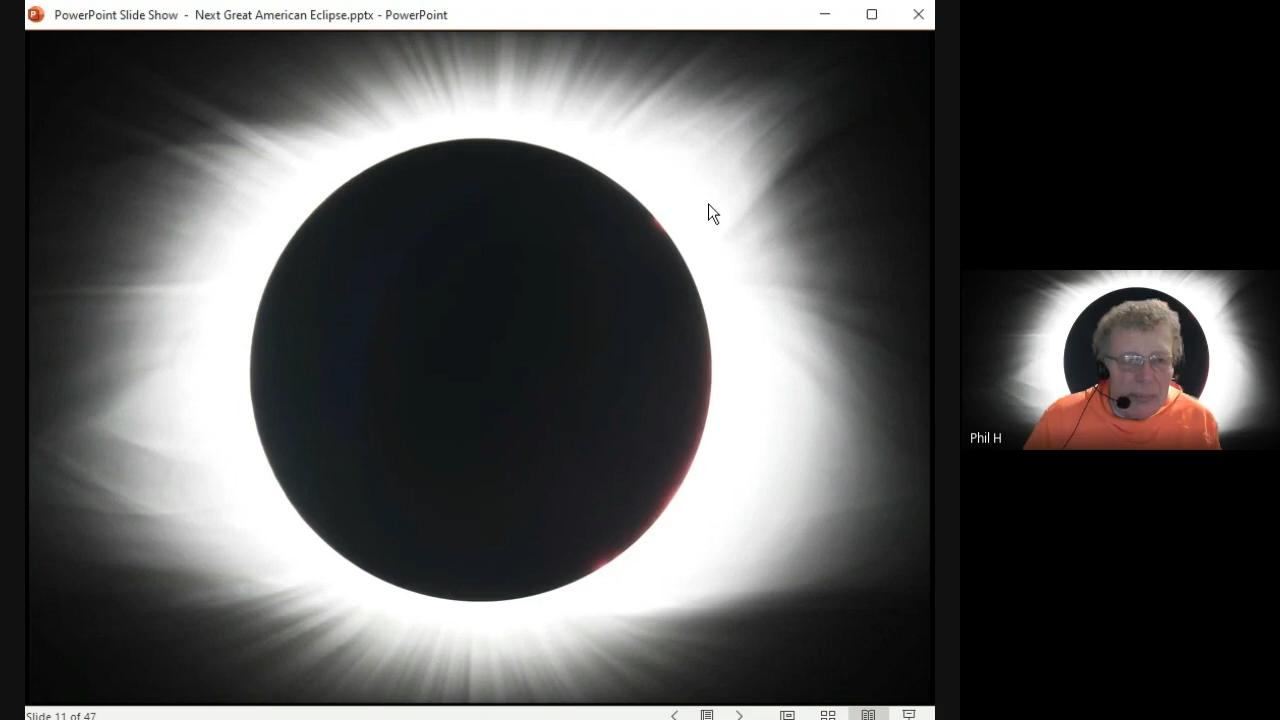 PowerPoint Slide Show - Next Great American Eclipse.pptx - PowerPoint
Phil H
Slide 11 of 47